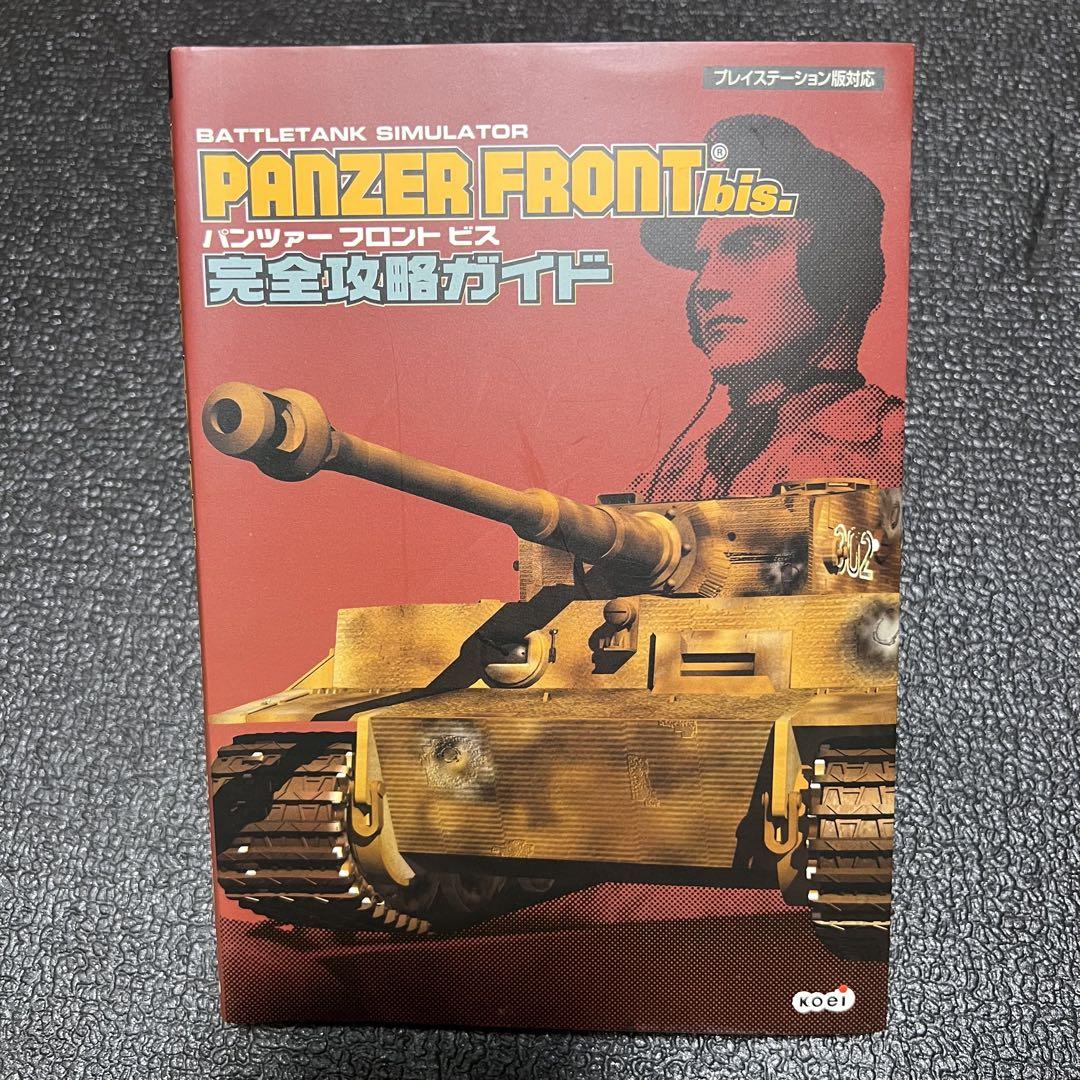 プレイステーション版対応
BATTLETANK SIMULATOR
PANZER FRONT® bis.
パンツァー フロント ビス
完全攻略ガイド
302
KOEI